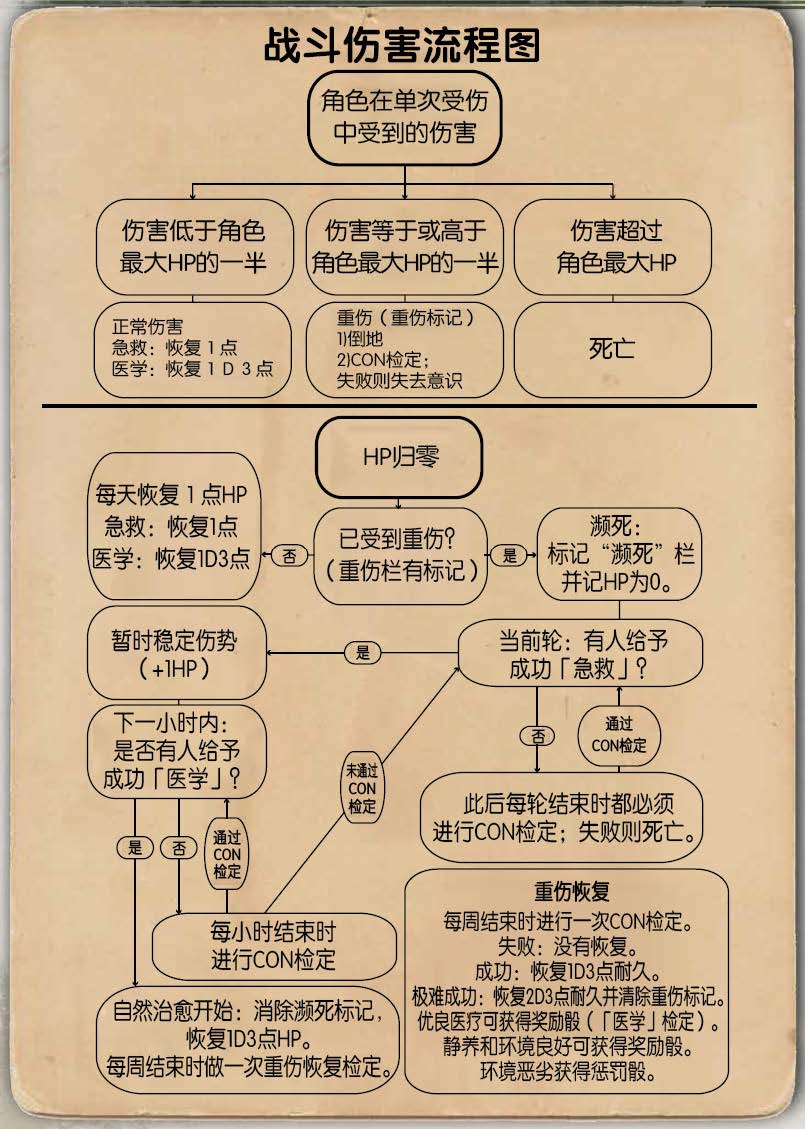 战斗伤害流程图
角色在单次受伤
中受到的伤害
伤害低于角色
最大HP的一半
伤害等于或高于
角色最大HP的一半
伤害超过
角色最大HP
正常伤害
急救：恢复1点
医学：恢复1D3点
重伤（重伤标记）
1)倒地
2)CON检定；
失败则失去意识
死亡
HP归零
每天恢复1点HP
急救：恢复1点
医学：恢复1D3点
否
已受到重伤？
（重伤栏有标记）
是
濒死：
标记“濒死”栏
并记HP为0。
暂时稳定伤势
（+1HP）
是
当前轮：有人给予
成功「急救」？
下一小时内：
是否有人给予
成功「医学」？
否
通过
CON检定
未通过
CON
检定
此后每轮结束时都必须
进行CON检定；失败则死亡。
是
否
通过
CON
检定
每小时结束时
进行CON检定
自然治愈开始：消除濒死标记，
恢复1D3点HP。
每周结束时做一次重伤恢复检定。
重伤恢复
每周结束时进行一次CON检定。
失败：没有恢复。
成功：恢复1D3点耐久。
极难成功：恢复2D3点耐久并清除重伤标记。
优良医疗可获得奖励骰（「医学」检定）。
静养和环境良好可获得奖励骰。
环境恶劣获得惩罚骰。